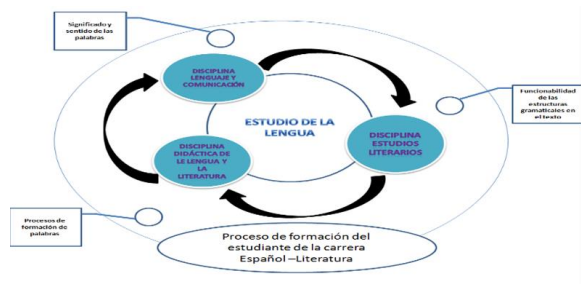 Significado y
sentido de las
palabras
DISCIPLINA
LENGUAJE Y
COMUNICACIÓN
Funcionabilidad
de las
estructuras
gramaticales en
el texto
ESTUDIO DE LA
LENGUA
DISCIPLINA
ESTUDIOS
LITERARIOS
DISCIPLINA
DIDÁCTICA DE
LE LENGUA Y
LA
LITERATURA
Procesos de
formación de
palabras
Proceso de formación del
estudiante de la carrera
Español –Literatura